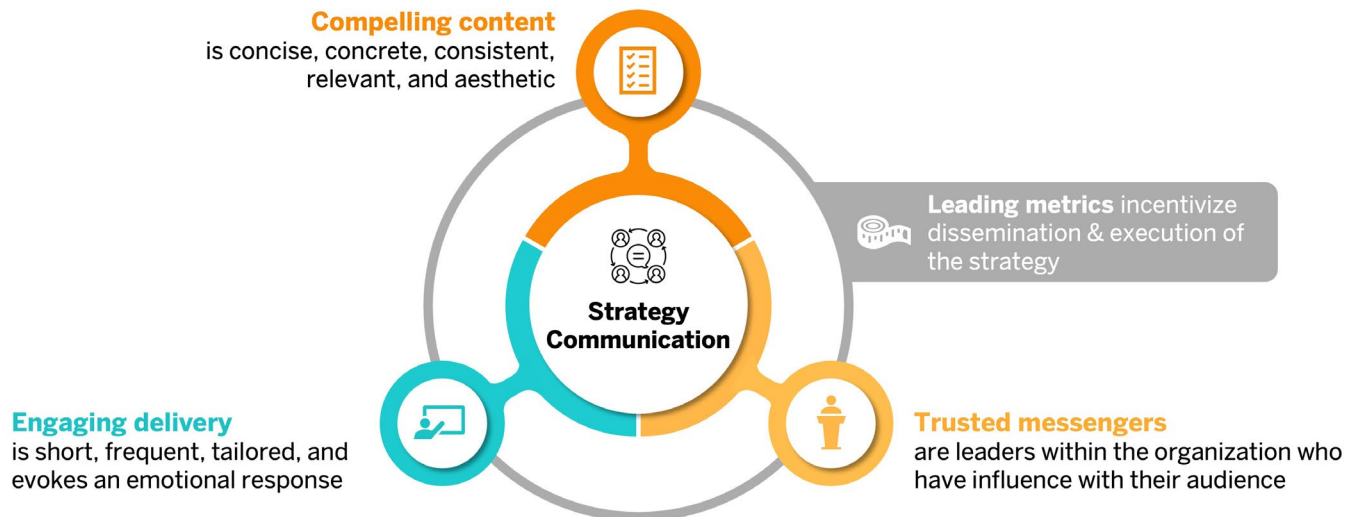 Compelling content
is concise, concrete, consistent,
relevant, and aesthetic
Leading metrics incentivize
dissemination & execution of
the strategy
Strategy
Communication
Engaging delivery
is short, frequent, tailored, and
evokes an emotional response
Trusted messengers
are leaders within the organization who
have influence with their audience